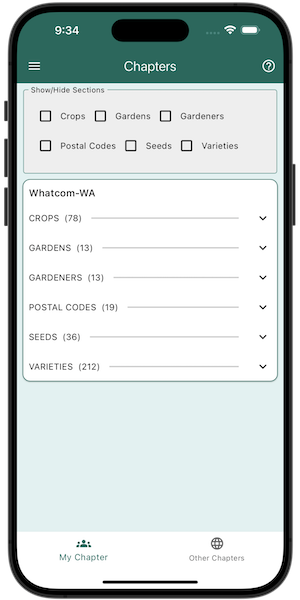 9:34
Chapters
Show/Hide Sections
Crops Gardens Gardeners
Postal Codes Seeds Varieties
Whatcom-WA
CROPS (78)
GARDENS (13)
GARDENERS (13)
POSTAL CODES (19)
SEEDS (36)
VARIETIES (212)
My Chapter Other Chapters